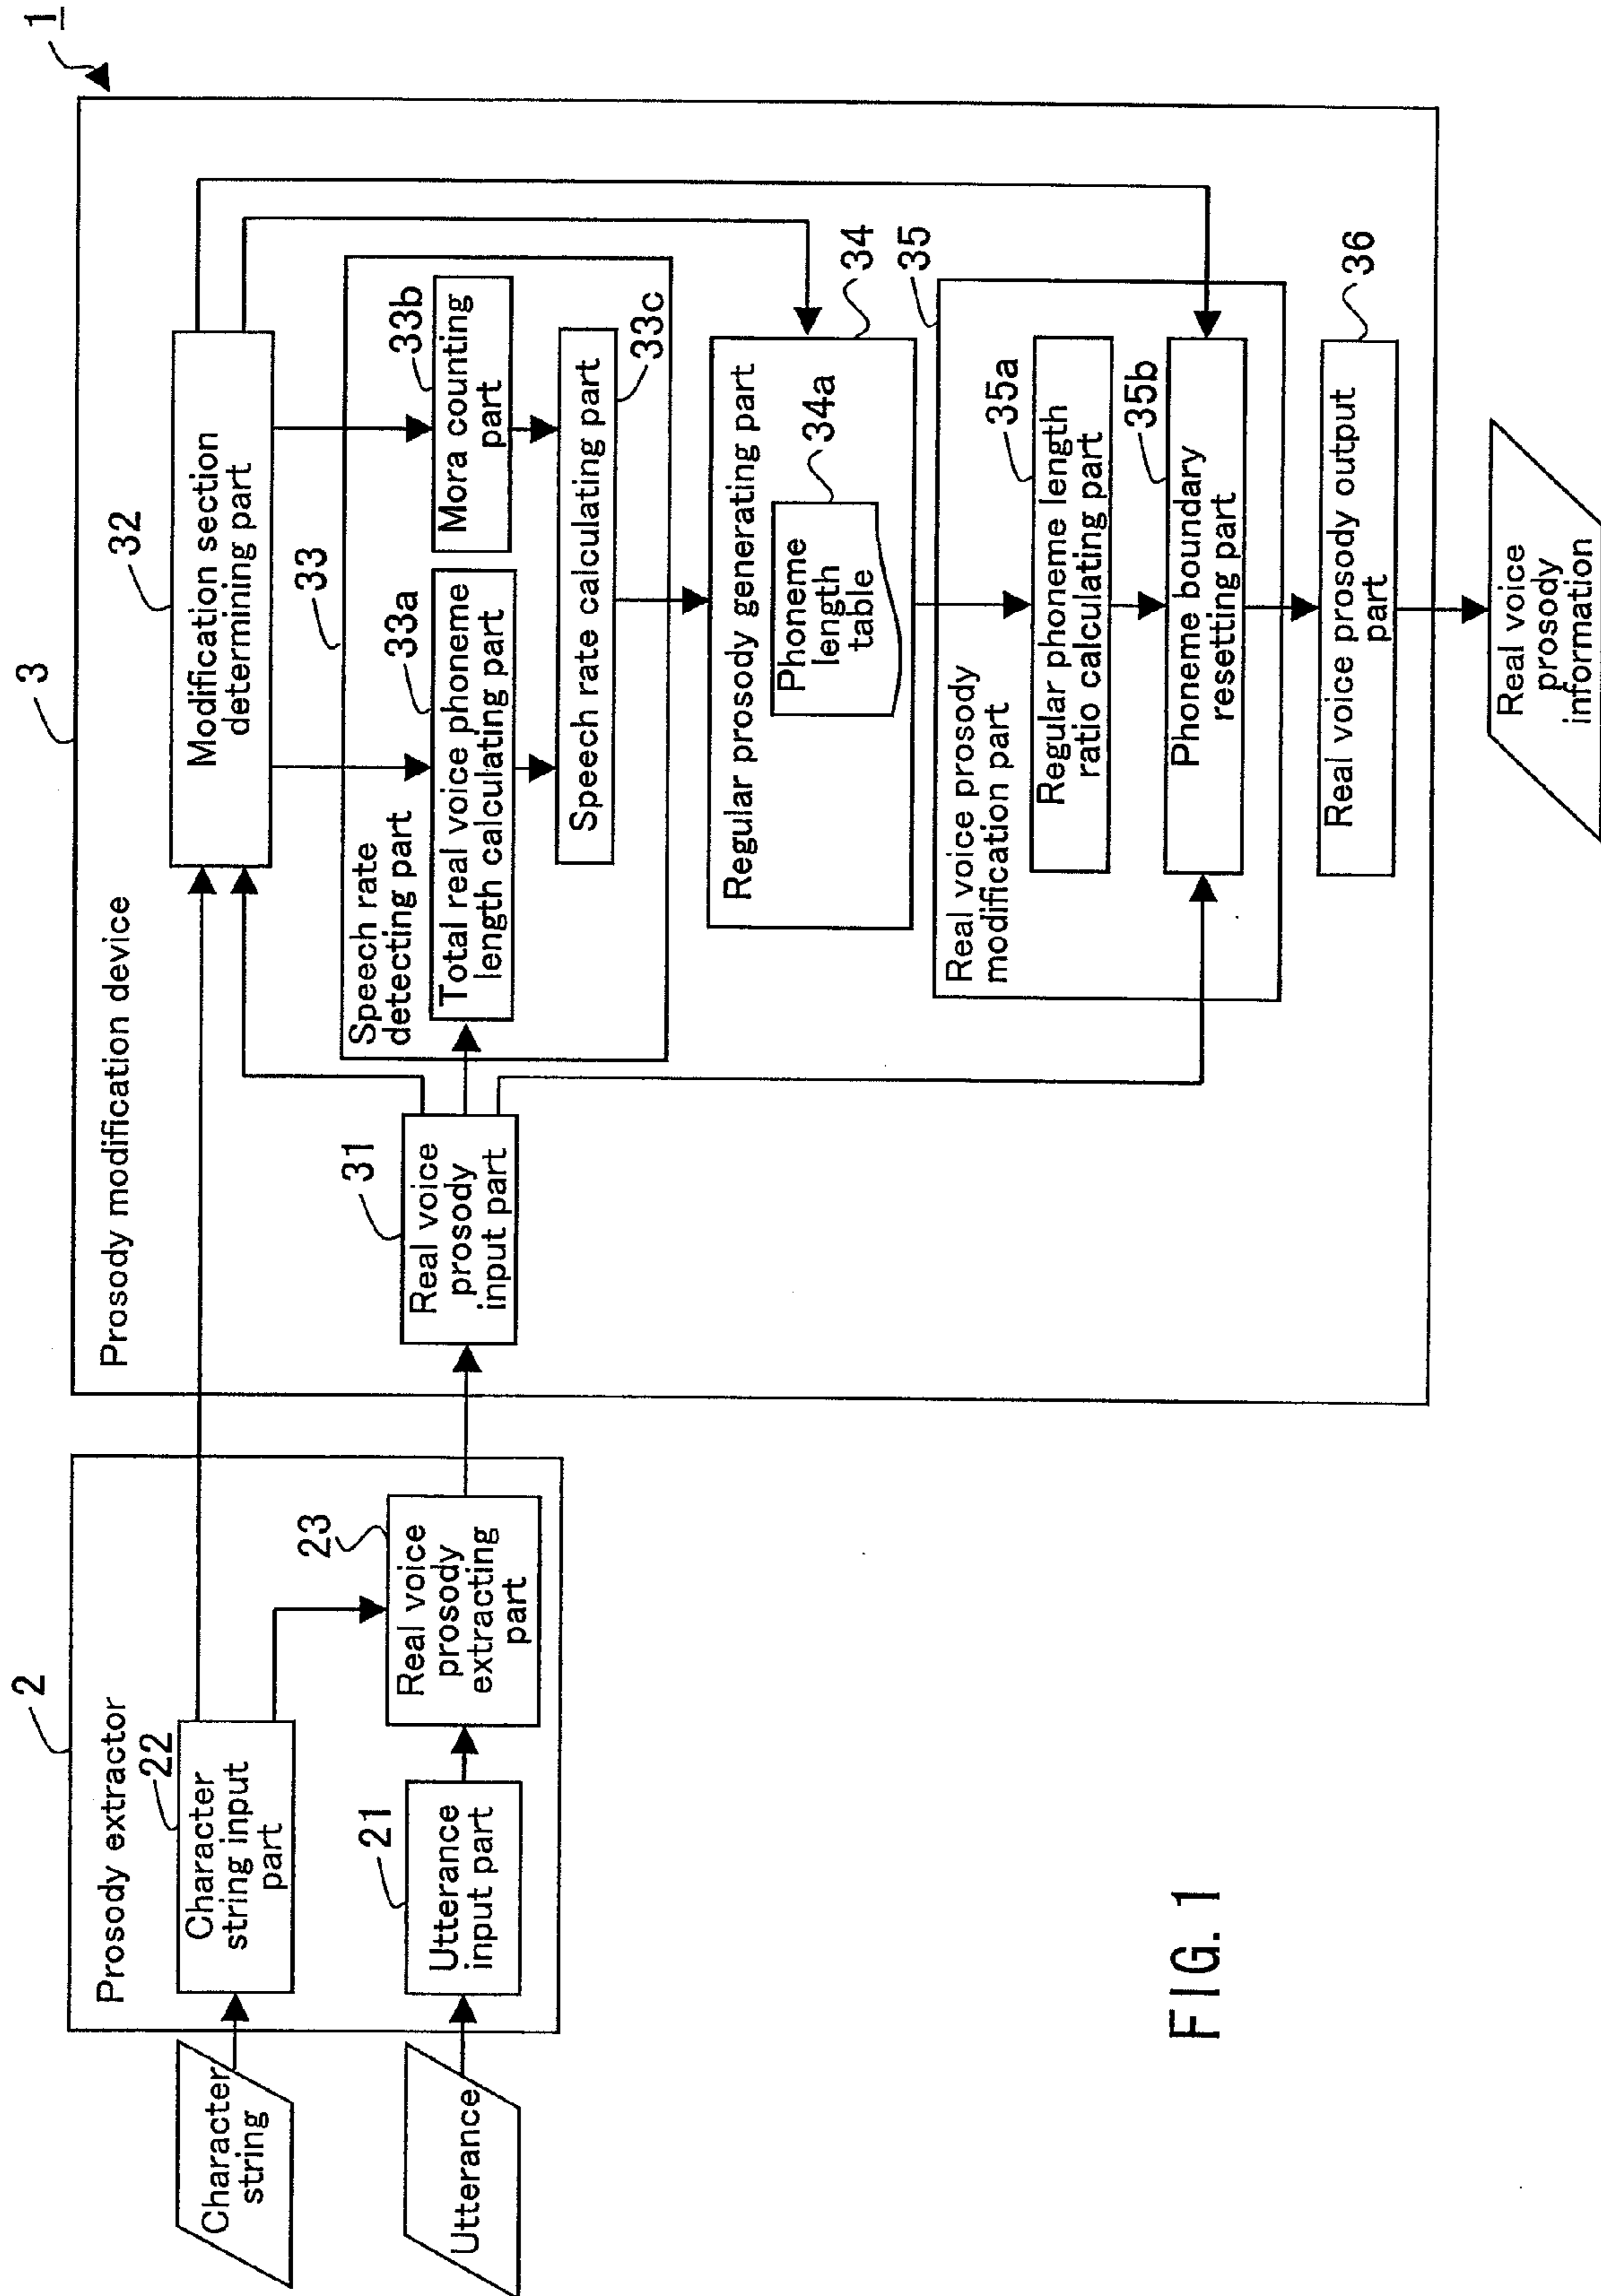 1
3
Prosody modification device
32
Modification section
determining part
33
Speech rate
detecting part
33a
Total real voice phoneme
length calculating part
33b
Mora counting
part
33c
Speech rate calculating part
31
Real voice
prosody
input part
34
Regular prosody generating part
34a
Phoneme
length
table
35
Real voice prosody
modification part
35a
Regular phoneme length
ratio calculating part
35b
Phoneme boundary
resetting part
36
Real voice prosody output
part
Real voice
prosody
information
2
Prosody extractor
22
Character
string input
part
23
Real voice
prosody
extracting
part
21
Utterance
input part
Character
string
Utterance
FIG. 1